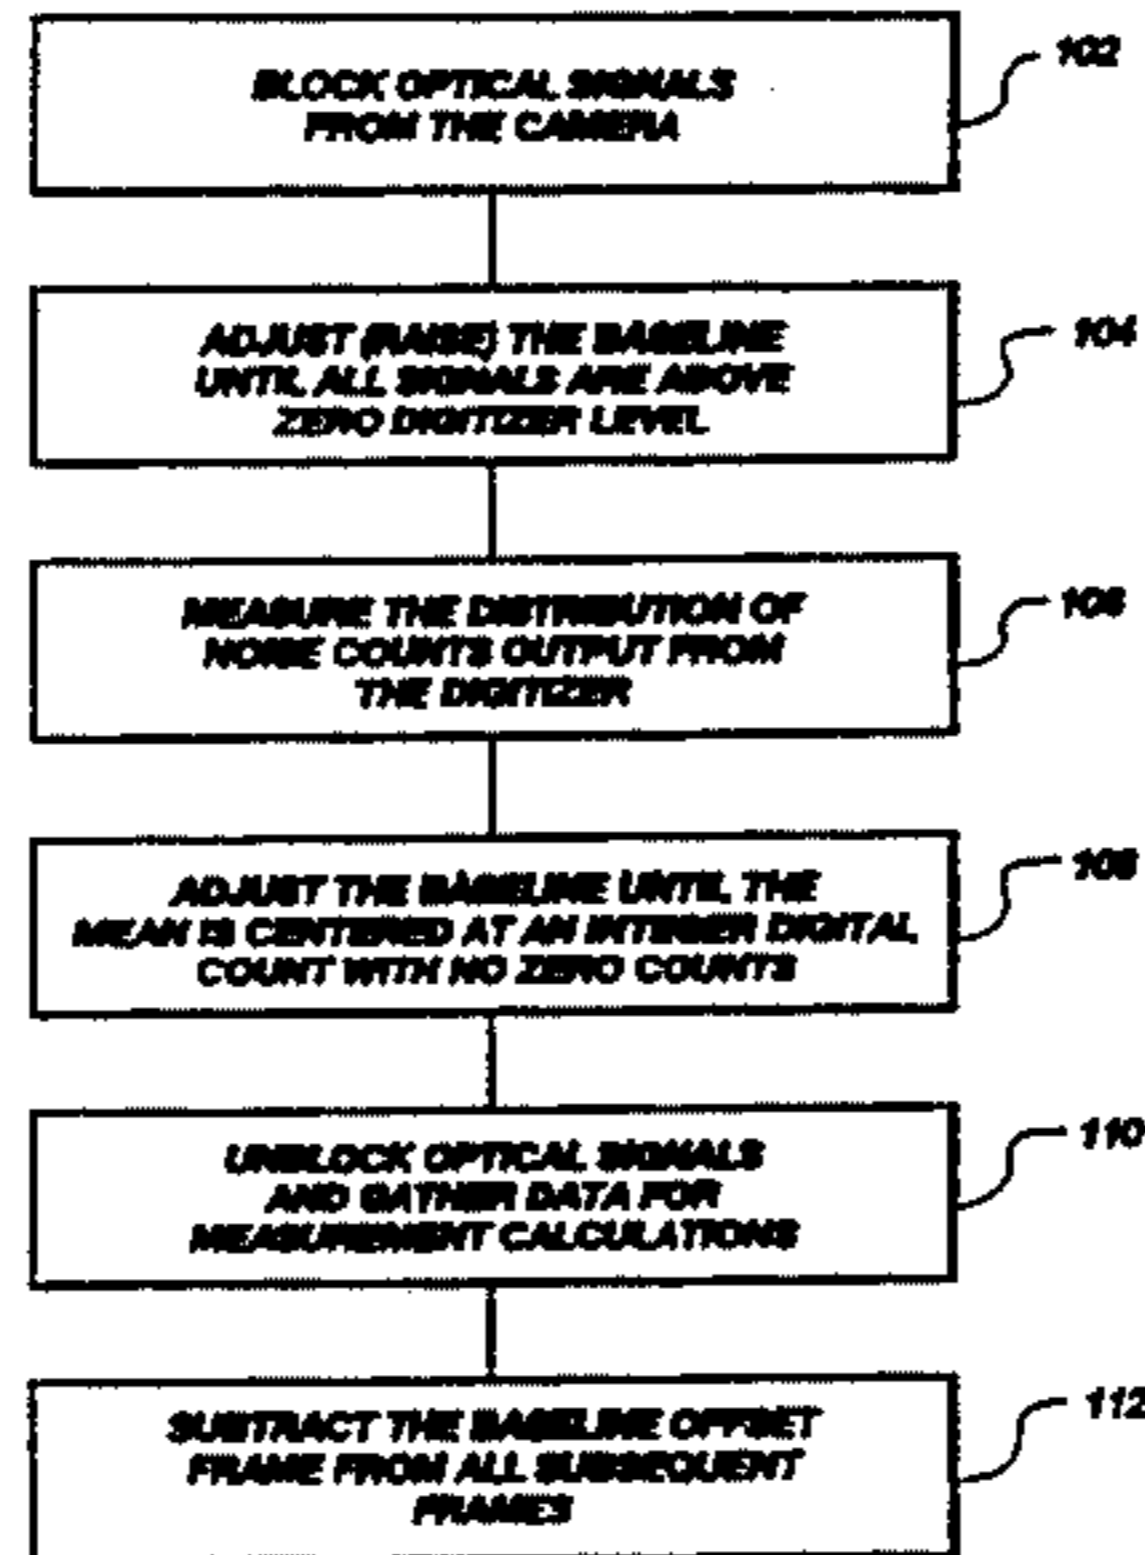 BLOCK OPTICAL SIGNALS
FROM THE CAMERA
102
ADJUST (RAISE) THE BASELINE
UNTIL ALL SIGNALS ARE ABOVE
ZERO DIGITIZER LEVEL
104
MEASURE THE DISTRIBUTION OF
NOISE COUNTS OUTPUT FROM
THE DIGITIZER
106
ADJUST THE BASELINE UNTIL THE
MEAN IS CENTERED AT AN INTEGER DIGITAL
COUNT WITH NO ZERO COUNTS
108
UNBLOCK OPTICAL SIGNALS
AND GATHER DATA FOR
MEASUREMENT CALCULATIONS
110
SUBTRACT THE BASELINE OFFSET
FRAME FROM ALL SUBSEQUENT
FRAMES
112